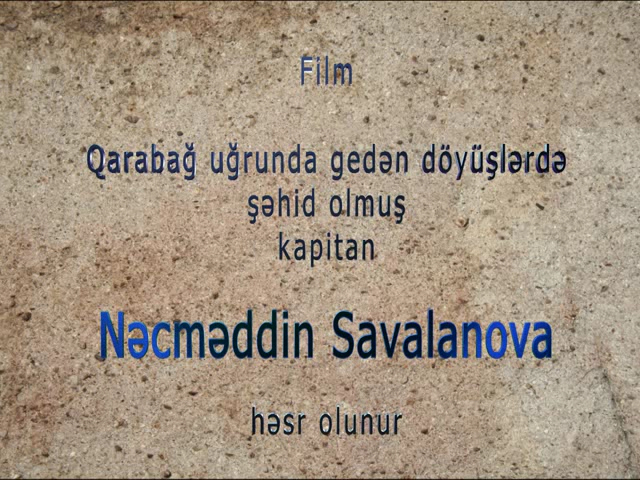 Film
Qarabağ uğrunda gedən döyüşlərdə
şəhid olmuş
kapitan
Nəcməddin Savalanova
həsr olunur